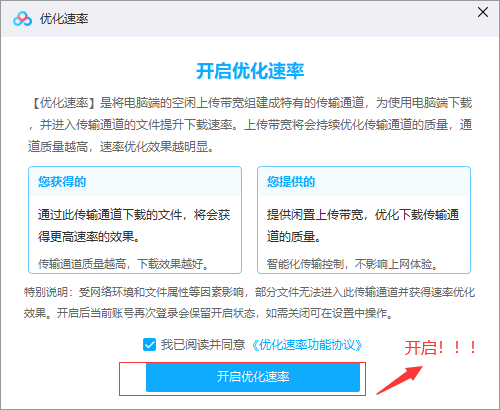 优化速率
开启优化速率
【优化速率】是将电脑端的空闲上传带宽组建成特有的传输通道，为使用电脑端下载
，并进入传输通道的文件提升下载速率。上传带宽将会持续优化传输通道的质量，通
道质量越高，速率优化效果越明显。
您获得的
通过此传输通道下载的文件，将会获
得更高速率的效果。
传输通道质量越高，下载效果越好。
您提供的
提供闲置上传带宽，优化下载传输通
道的质量。
智能化传输控制，不影响上网体验。
特别说明：受网络环境和文件属性等因素影响，部分文件无法进入此传输通道并获得速率优化
效果。开启后当前账号再次登录会保留开启状态，如需关闭可在设置中操作。
我已阅读并同意《优化速率功能协议》
开启！！！
开启优化速率